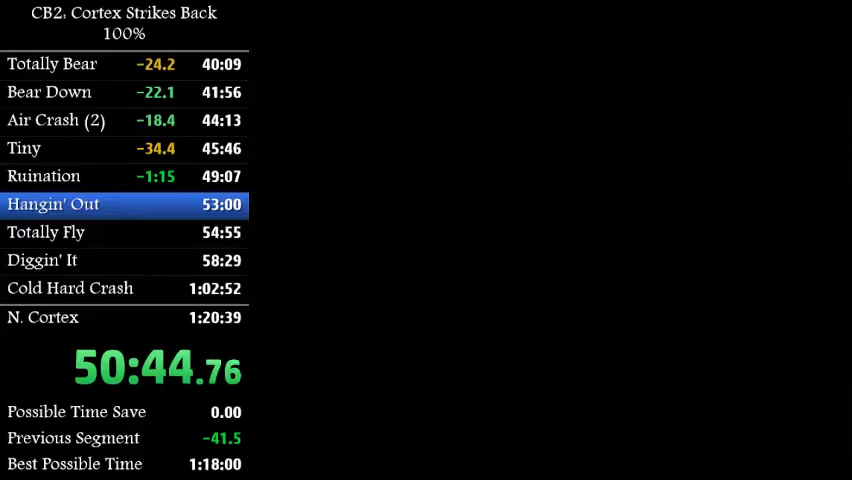 CB2: Cortex Strikes Back
100%
Totally Bear -24.2 40:09
Bear Down -22.1 41:56
Air Crash (2) -18.4 44:13
Tiny -34.4 45:46
Ruination -1:15 49:07
Hangin' Out 53:00
Totally Fly 54:55
Diggin' It 58:29
Cold Hard Crash 1:02:52
N. Cortex 1:20:39
50:44.76
Possible Time Save 0.00
Previous Segment -41.5
Best Possible Time 1:18:00